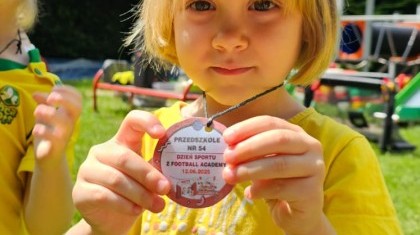 PRZEDSZKOLE
NR 54
DZIEŃ SPORTU
Z FOOTBALL ACADEMY
12.06.2025